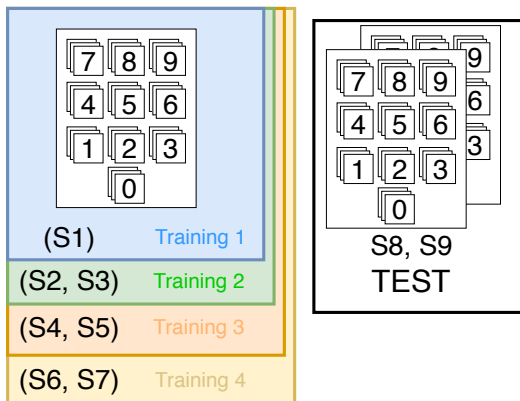 7 8 9
4 5 6
1 2 3
0
(S1) Training 1
(S2, S3) Training 2
(S4, S5) Training 3
(S6, S7) Training 4
9
7 8 9
6
4 5 6
3
1 2 3
0
S8, S9
TEST